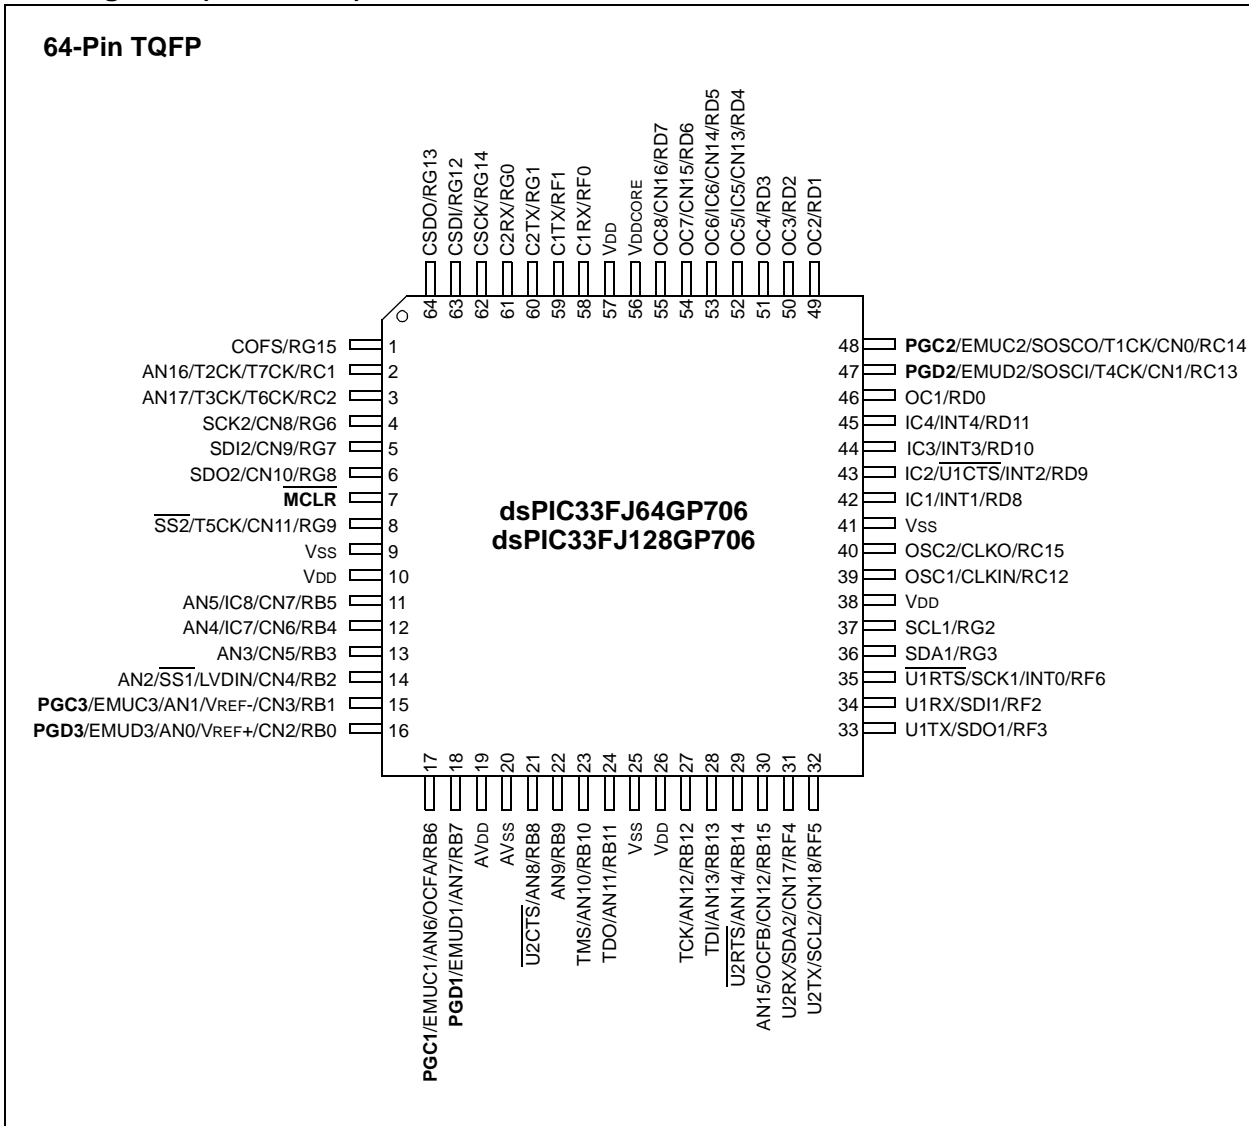 64-Pin TQFP
CSDO/RG13
CSDI/RG12
CSCK/RG14
C2RX/RG0
C2TX/RG1
C1TX/RF1
C1RX/RF0
VDD
VDDCORE
OC8/CN16/RD7
OC7/CN15/RD6
OC6/IC6/CN14/RD5
OC5/IC5/CN13/RD4
OC4/RD3
OC3/RD2
OC2/RD1
64 63 62 61 60 59 58 57 56 55 54 53 52 51 50 49
COFS/RG15 1
AN16/T2CK/T7CK/RC1 2
AN17/T3CK/T6CK/RC2 3
SCK2/CN8/RG6 4
SDI2/CN9/RG7 5
SDO2/CN10/RG8 6
MCLR 7
SS2/T5CK/CN11/RG9 8
VSS 9
VDD 10
AN5/IC8/CN7/RB5 11
AN4/IC7/CN6/RB4 12
AN3/CN5/RB3 13
AN2/SS1/LVDIN/CN4/RB2 14
PGC3/EMUC3/AN1/VREF-/CN3/RB1 15
PGD3/EMUD3/AN0/VREF+/CN2/RB0 16
dsPIC33FJ64GP706
dsPIC33FJ128GP706
48 PGC2/EMUC2/SOSCO/T1CK/CN0/RC14
47 PGD2/EMUD2/SOSCI/T4CK/CN1/RC13
46 OC1/RD0
45 IC4/INT4/RD11
44 IC3/INT3/RD10
43 IC2/U1CTS/INT2/RD9
42 IC1/INT1/RD8
41 VSS
40 OSC2/CLKO/RC15
39 OSC1/CLKIN/RC12
38 VDD
37 SCL1/RG2
36 SDA1/RG3
35 U1RTS/SCK1/INT0/RF6
34 U1RX/SDI1/RF2
33 U1TX/SDO1/RF3
17 18 19 20 21 22 23 24 25 26 27 28 29 30 31 32
PGC1/EMUC1/AN6/OCFA/RB6
PGD1/EMUD1/AN7/RB7
AVDD
AVSS
U2CTS/AN8/RB8
AN9/RB9
TMS/AN10/RB10
TDO/AN11/RB11
VSS
VDD
TCK/AN12/RB12
TDI/AN13/RB13
U2RTS/AN14/RB14
AN15/OCFB/CN12/RB15
U2RX/SDA2/CN17/RF4
U2TX/SCL2/CN18/RF5